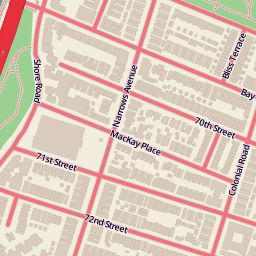 Bliss Terrace
Shore Road
Narrows Avenue
Bay
70th Street
MacKay Place
71st Street
Colonial Road
72nd Street